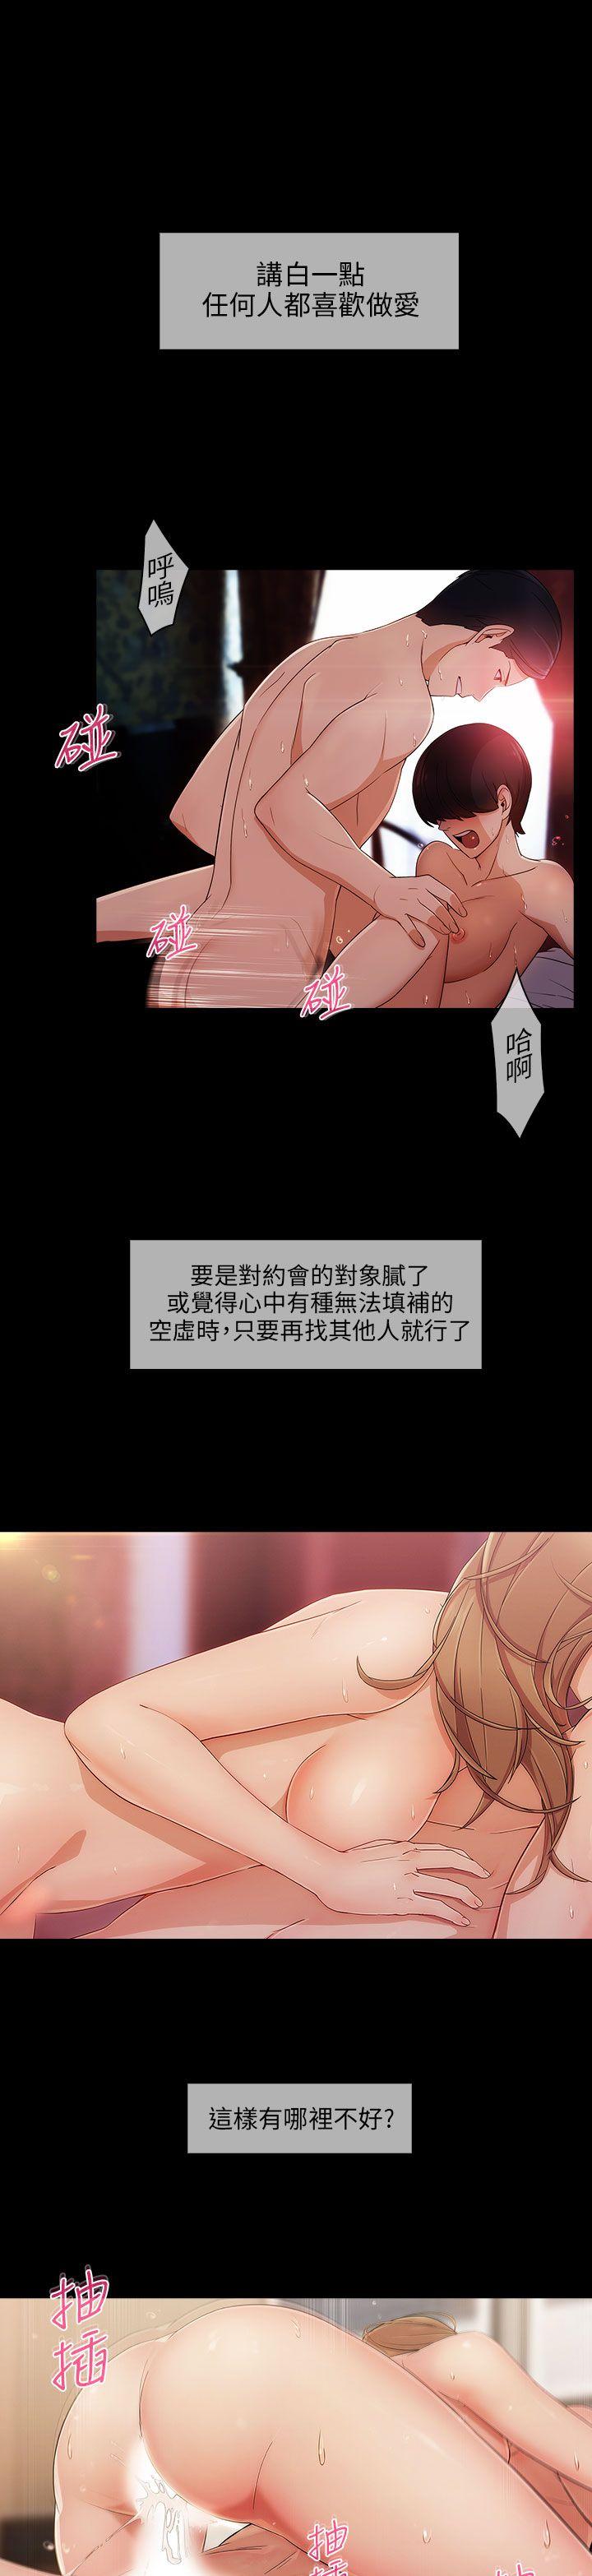 講白一點
任何人都喜歡做愛
呼嗚
碰
碰
碰
哈啊
要是對約會的對象膩了
或覺得心中有種無法填補的
空虛時,只要再找其他人就行了
這樣有哪裡不好?
抽
插
抽